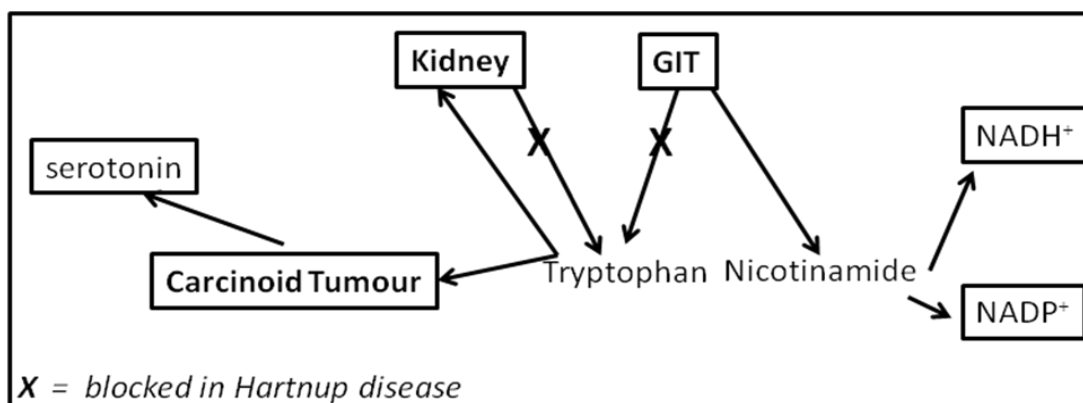 Kidney
GIT
NADH⁺
serotonin
X
X
Carcinoid Tumour
Tryptophan
Nicotinamide
NADP⁺
X = blocked in Hartnup disease